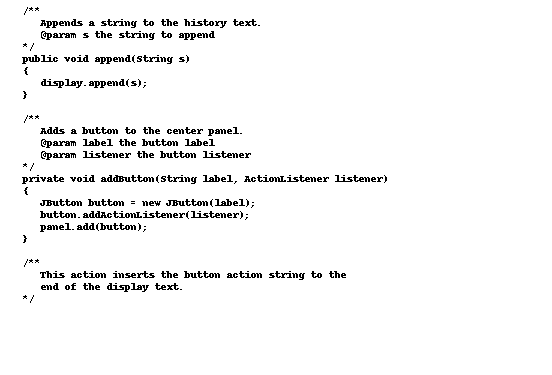 /**
Appends a string to the history text.
@param s the string to append
*/
public void append(String s)
{
display.append(s);
}
/**
Adds a button to the center panel.
@param label the button label
@param listener the button listener
*/
private void addButton(String label, ActionListener listener)
{
JButton button = new JButton(label);
button.addActionListener(listener);
panel.add(button);
}
/**
This action inserts the button action string to the
end of the display text.
*/